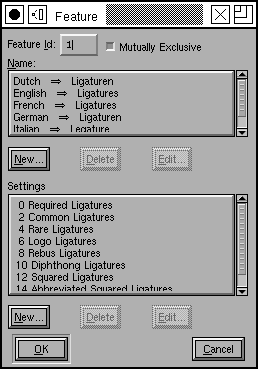 Feature
Feature Id: 1 Mutually Exclusive
Name:
Dutch ⇒ Ligaturen
English ⇒ Ligatures
French ⇒ Ligatures
German ⇒ Ligaturen
Italian ⇒ Legature
New... Delete Edit...
Settings
0 Required Ligatures
2 Common Ligatures
4 Rare Ligatures
6 Logo Ligatures
8 Rebus Ligatures
10 Diphthong Ligatures
12 Squared Ligatures
14 Abbreviated Squared Ligatures
New... Delete Edit...
OK Cancel